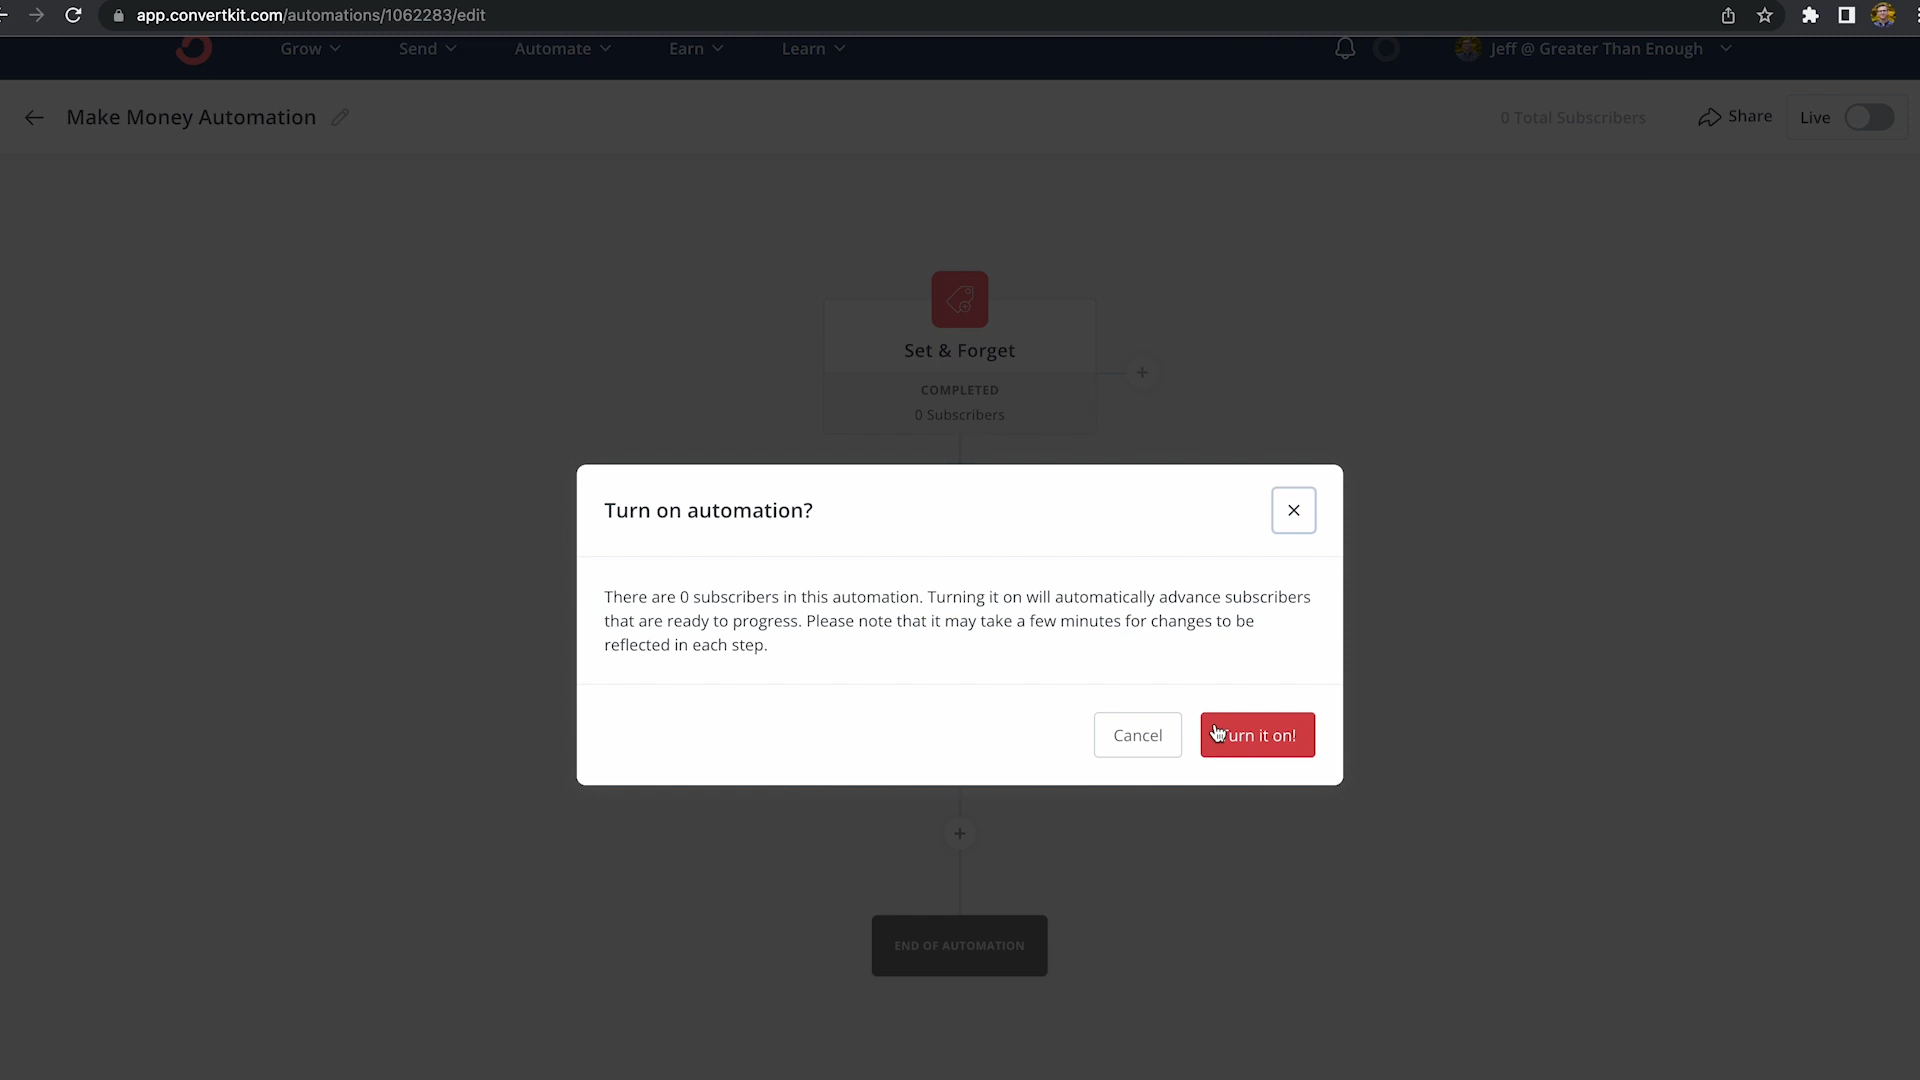 app.convertkit.com/automations/1062283/edit
Grow Send Automate Earn Learn Jeff @ Greater Than Enough
Make Money Automation 0 Total Subscribers Share Live
Set & Forget
COMPLETED
0 Subscribers
Turn on automation?
There are 0 subscribers in this automation. Turning it on will automatically advance subscribers
that are ready to progress. Please note that it may take a few minutes for changes to be
reflected in each step.
Cancel Turn it on!
END OF AUTOMATION